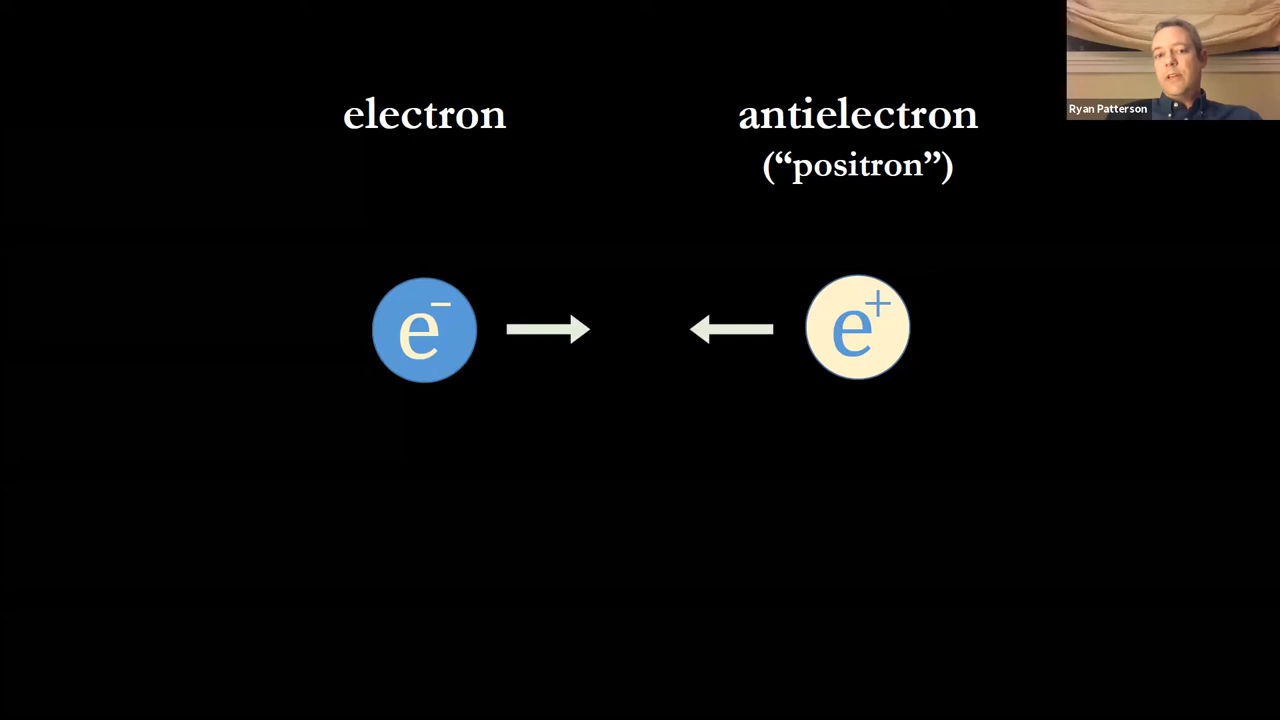 electron
antielectron
(“positron”)
e⁻
e⁺
Ryan Patterson